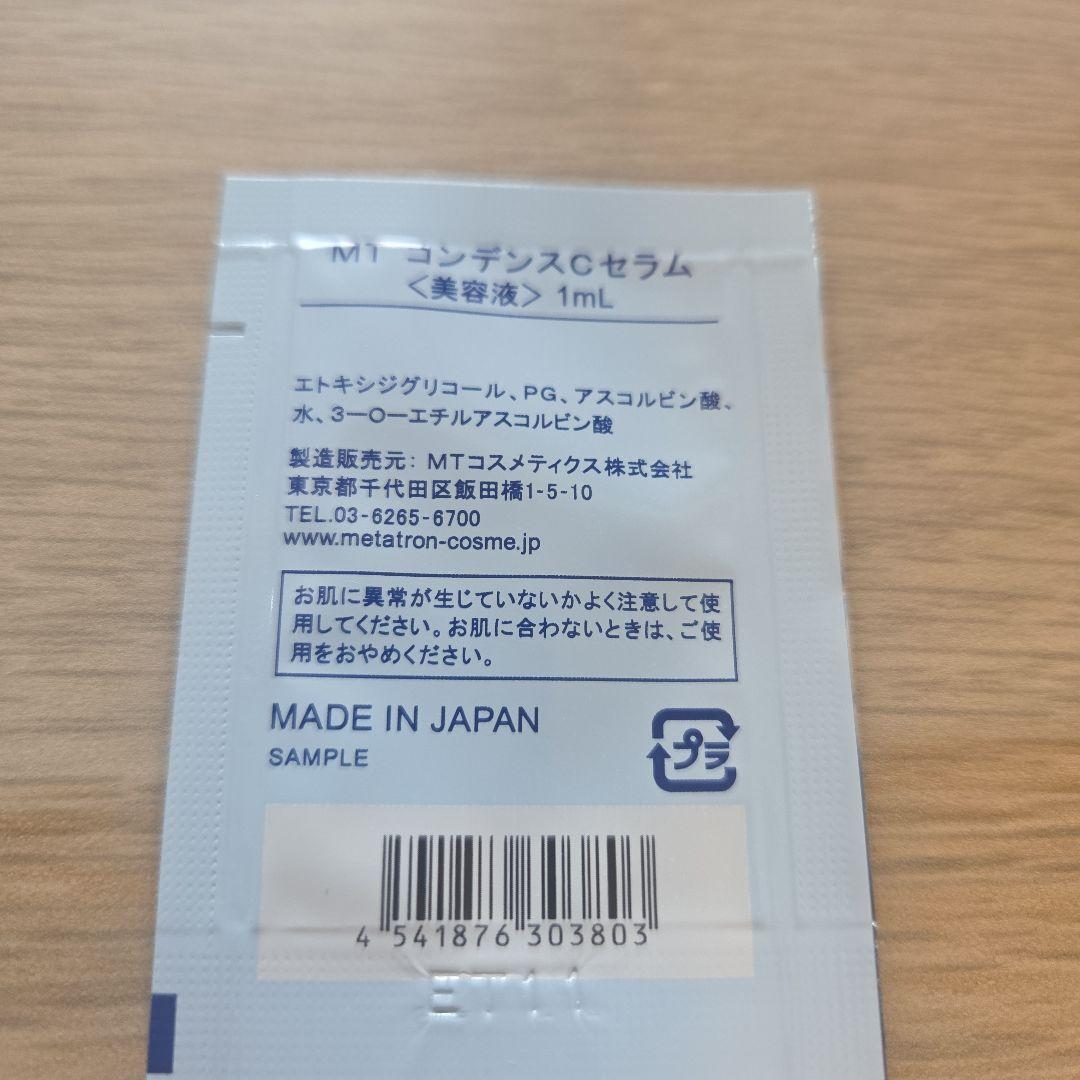 MT コンデンスCセラム
＜美容液＞ 1mL
エトキシジグリコール、PG、アスコルビン酸、
水、3―O―エチルアスコルビン酸
製造販売元：MTコスメティクス株式会社
東京都千代田区飯田橋1-5-10
TEL.03-6265-6700
www.metatron-cosme.jp
お肌に異常が生じていないかよく注意して使
用してください。お肌に合わないときは、ご使
用をおやめください。
MADE IN JAPAN
SAMPLE
プラ
4 541876 303803